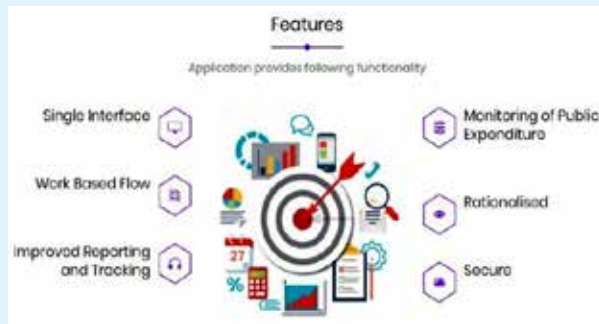 Features
Application provides following functionality
Single Interface
Monitoring of Public
Expenditure
Work Based Flow
Rationalised
Improved Reporting
and Tracking
Secure
27
%